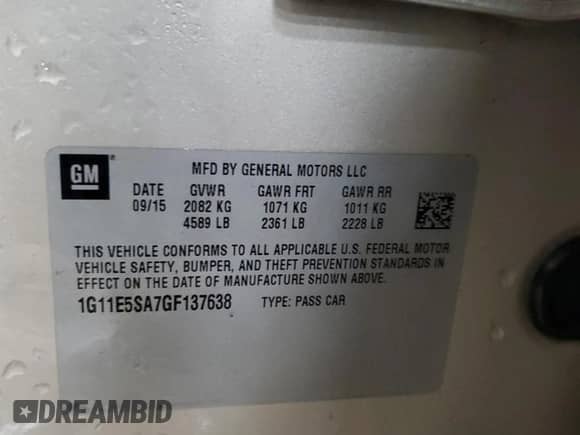 GM ®
MFD BY GENERAL MOTORS LLC
DATE GVWR GAWR FRT GAWR RR
09/15 2082 KG 1071 KG 1011 KG
4589 LB 2361 LB 2228 LB
THIS VEHICLE CONFORMS TO ALL APPLICABLE U.S. FEDERAL MOTOR
VEHICLE SAFETY, BUMPER, AND THEFT PREVENTION STANDARDS IN
EFFECT ON THE DATE OF MANUFACTURE SHOWN ABOVE.
1G11E5SA7GF137638 TYPE: PASS CAR
DREAMBID